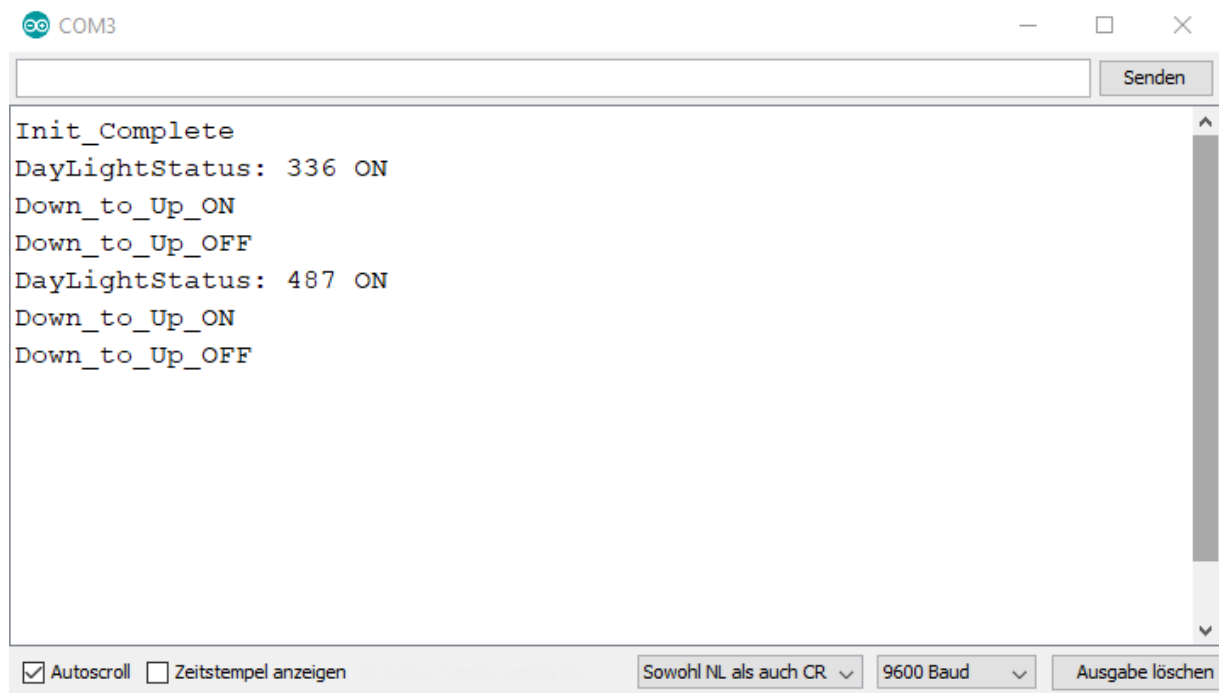 COM3
Senden
Init_Complete
DayLightStatus: 336 ON
Down_to_Up_ON
Down_to_Up_OFF
DayLightStatus: 487 ON
Down_to_Up_ON
Down_to_Up_OFF
Autoscroll Zeitstempel anzeigen Sowohl NL als auch CR 9600 Baud Ausgabe löschen